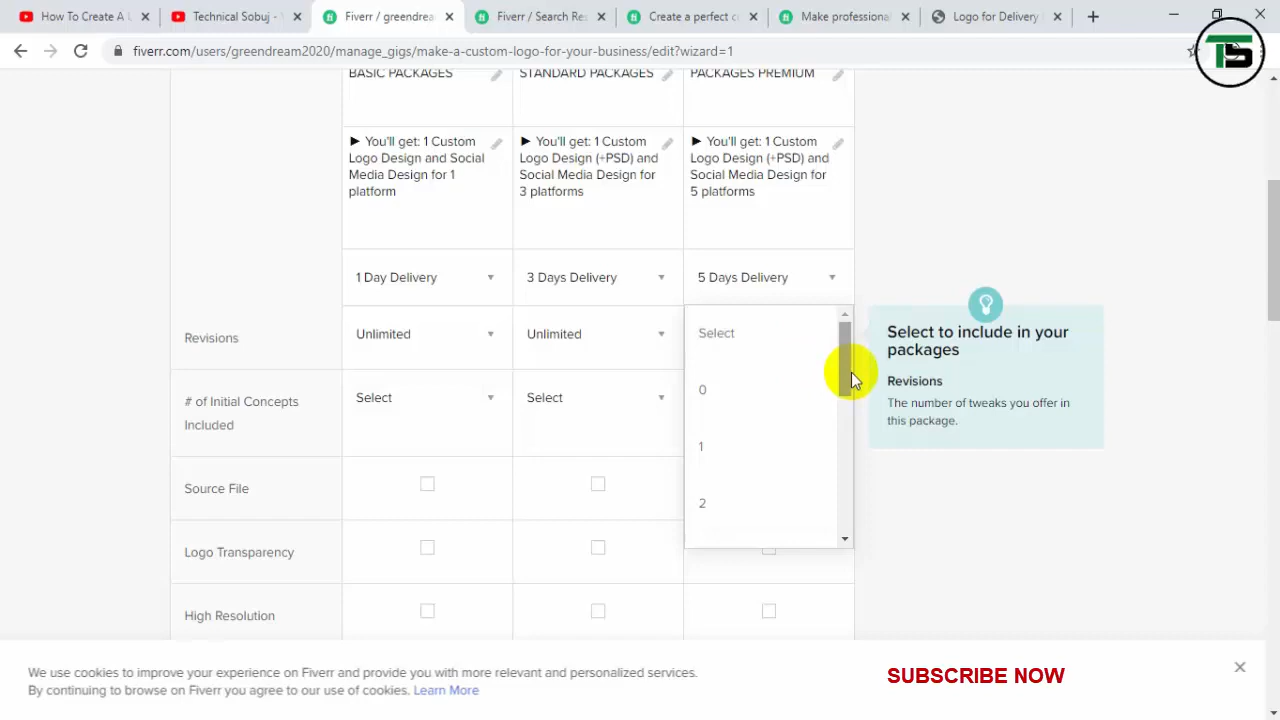 How To Create A U
Technical Sobuj - 
Fiverr / greendrea
Fiverr / Search Res
Create a perfect c
Make professional
Logo for Delivery
fiverr.com/users/greendream2020/manage_gigs/make-a-custom-logo-for-your-business/edit?wizard=1
TS
BASIC PACKAGES
STANDARD PACKAGES
PACKAGES PREMIUM
► You'll get: 1 Custom
Logo Design and Social
Media Design for 1
platform
► You'll get: 1 Custom
Logo Design (+PSD) and
Social Media Design for
3 platforms
► You'll get: 1 Custom
Logo Design (+PSD) and
Social Media Design for
5 platforms
1 Day Delivery
3 Days Delivery
5 Days Delivery
Revisions
Unlimited
Unlimited
Select
0
1
2
# of Initial Concepts
Included
Select
Select
Source File
Logo Transparency
High Resolution
Select to include in your
packages
Revisions
The number of tweaks you offer in
this package.
We use cookies to improve your experience on Fiverr and provide you with more relevant and personalized services.
By continuing to browse on Fiverr you agree to our use of cookies. Learn More
SUBSCRIBE NOW